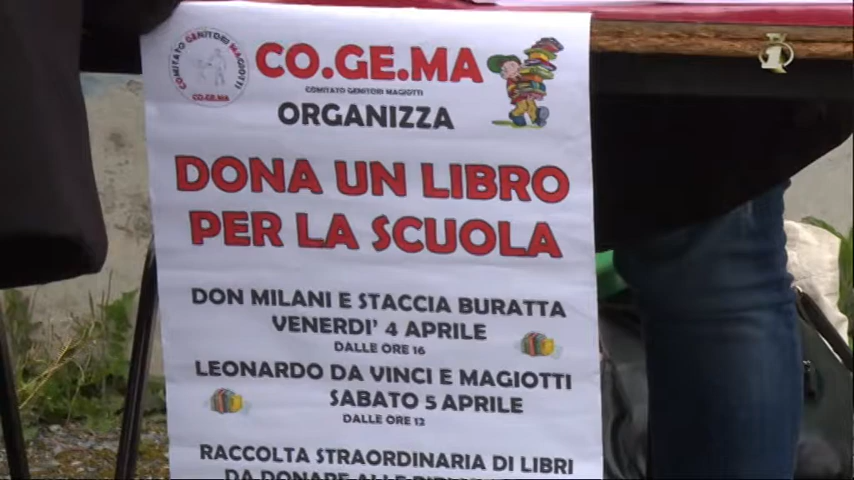 COMITATO GENITORI MAGIOTTI
CO.GE.MA
CO.GE.MA
COMITATO GENITORI MAGIOTTI
ORGANIZZA
DONA UN LIBRO
PER LA SCUOLA
DON MILANI E STACCIA BURATTA
VENERDI' 4 APRILE
DALLE ORE 16
LEONARDO DA VINCI E MAGIOTTI
SABATO 5 APRILE
DALLE ORE 12
RACCOLTA STRAORDINARIA DI LIBRI
DA DONARE ALLE
1